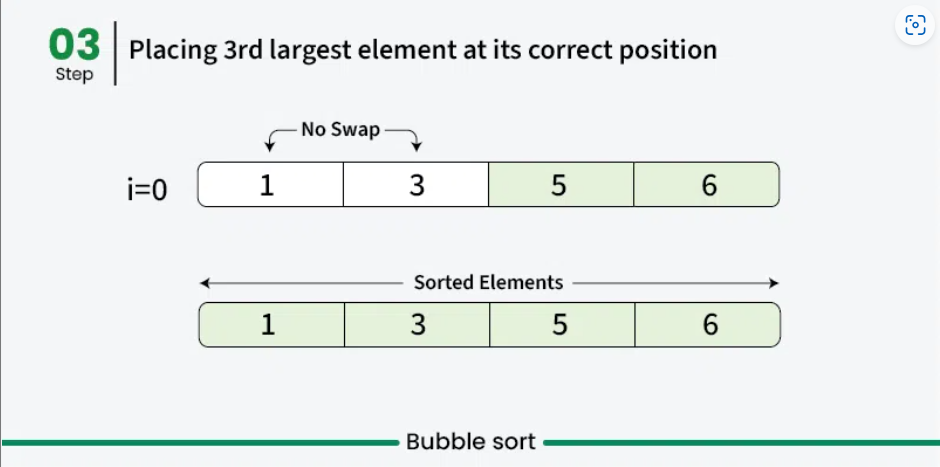 03
Step
Placing 3rd largest element at its correct position
No Swap
i=0
1 3 5 6
Sorted Elements
1 3 5 6
Bubble sort